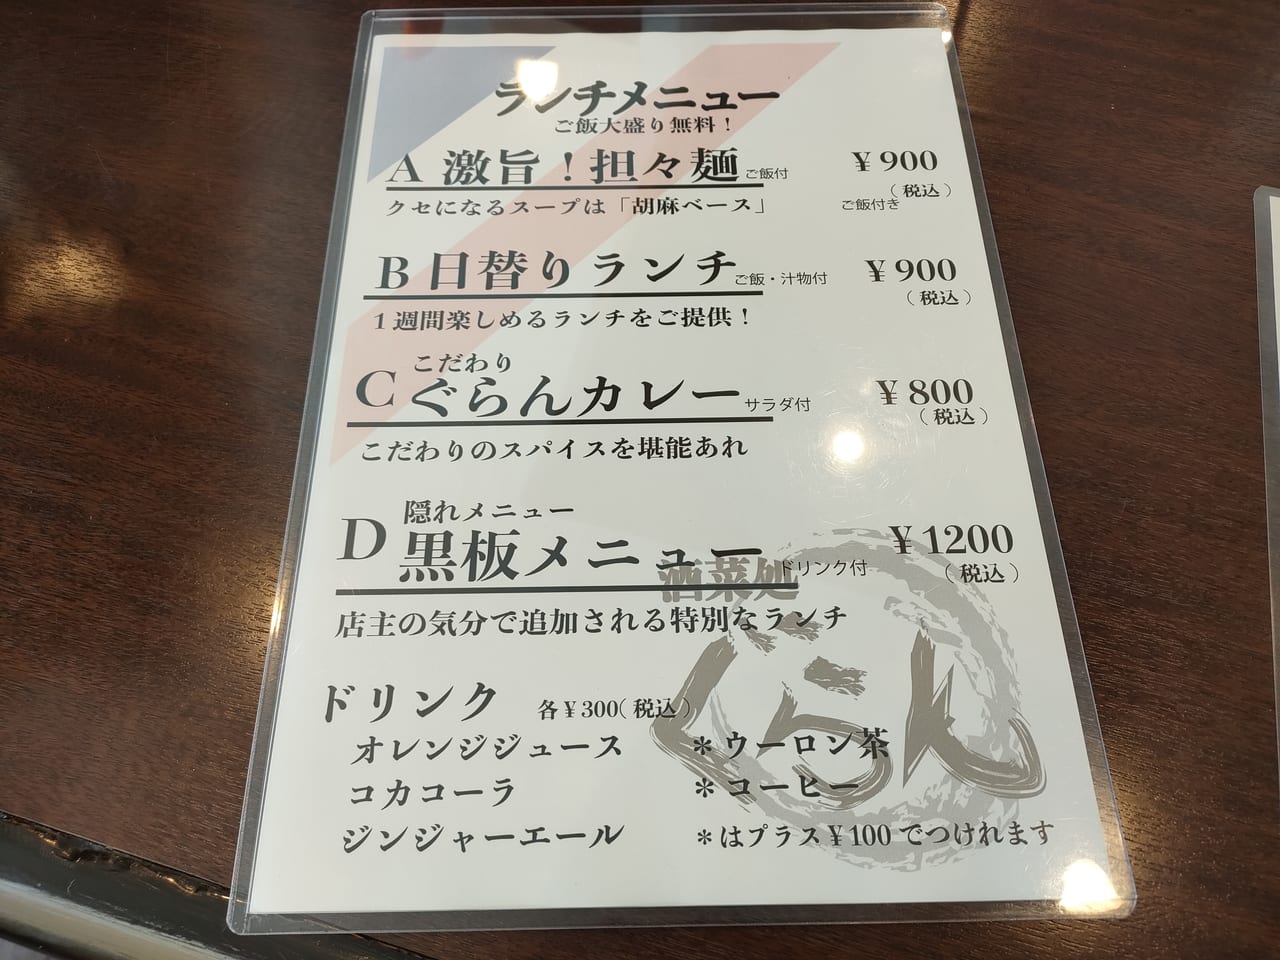 ランチメニュー
ご飯大盛り無料！
A 激旨！担々麺 ご飯付 ￥900
（税込）
クセになるスープは「胡麻ベース」 ご飯付き
B 日替りランチ ご飯・汁物付 ￥900
（税込）
１週間楽しめるランチをご提供！
こだわり
C ぐらんカレー サラダ付 ￥800
（税込）
こだわりのスパイスを堪能あれ
隠れメニュー
D 黒板メニュー ドリンク付 ￥1200
（税込）
酒菜処
店主の気分で追加される特別なランチ
ぐらん
ドリンク 各￥300（税込）
オレンジジュース ＊ウーロン茶
コカコーラ ＊コーヒー
ジンジャーエール ＊はプラス￥100でつけれます